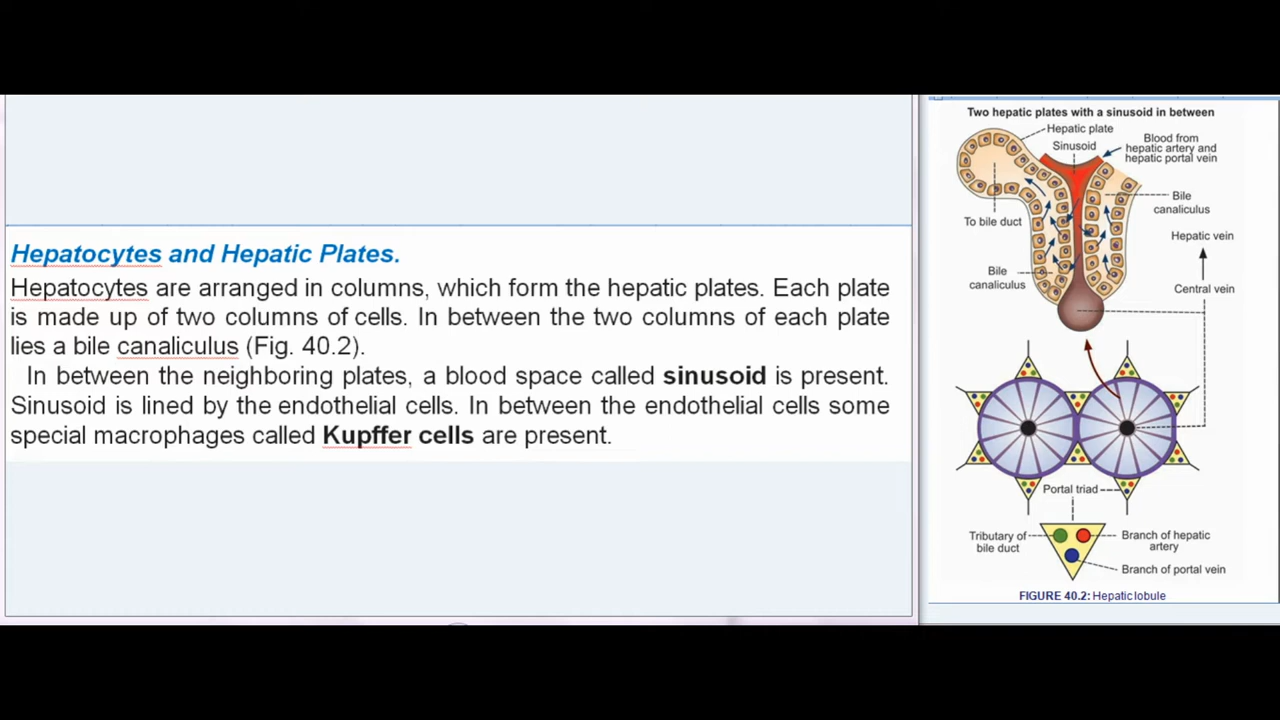 Hepatocytes and Hepatic Plates.
Hepatocytes are arranged in columns, which form the hepatic plates. Each plate
is made up of two columns of cells. In between the two columns of each plate
lies a bile canaliculus (Fig. 40.2).
In between the neighboring plates, a blood space called sinusoid is present.
Sinusoid is lined by the endothelial cells. In between the endothelial cells some
special macrophages called Kupffer cells are present.
Two hepatic plates with a sinusoid in between
Hepatic plate
Sinusoid
Blood from
hepatic artery and
hepatic portal vein
To bile duct
Bile
canaliculus
Hepatic vein
Bile
canaliculus
Central vein
Portal triad
Tributary of
bile duct
Branch of hepatic
artery
Branch of portal vein
FIGURE 40.2: Hepatic lobule